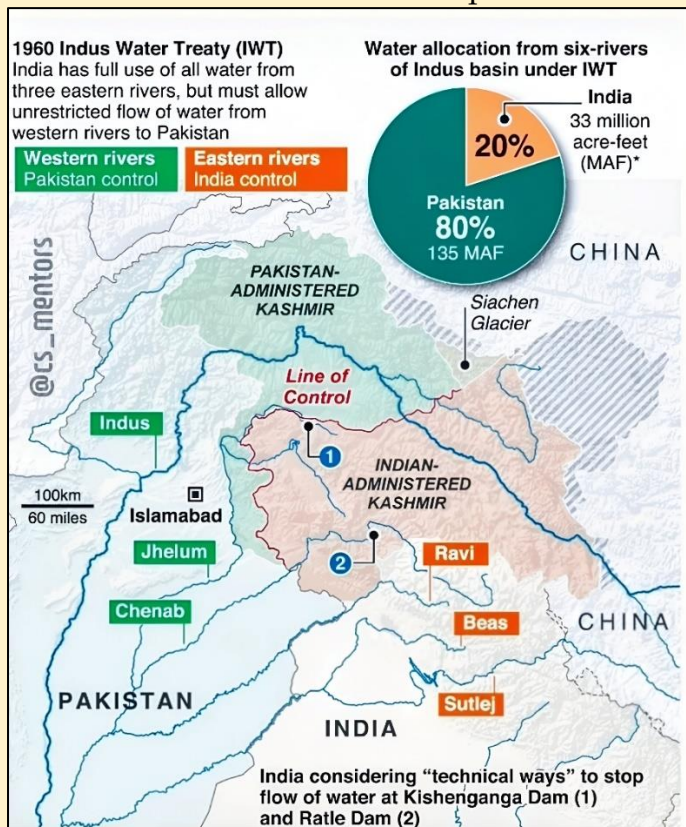 1960 Indus Water Treaty (IWT)
India has full use of all water from
three eastern rivers, but must allow
unrestricted flow of water from
western rivers to Pakistan
Western rivers
Pakistan control
Eastern rivers
India control
Water allocation from six-rivers
of Indus basin under IWT
India
33 million
acre-feet
(MAF)*
20%
Pakistan
80%
135 MAF
CHINA
PAKISTAN-
ADMINISTERED
KASHMIR
Siachen
Glacier
@cs_mentors
Line of
Control
Indus
1
INDIAN-
ADMINISTERED
KASHMIR
100km
60 miles
Islamabad
Jhelum
2
Ravi
Chenab
Beas
CHINA
PAKISTAN
Sutlej
INDIA
India considering “technical ways” to stop
flow of water at Kishenganga Dam (1)
and Ratle Dam (2)